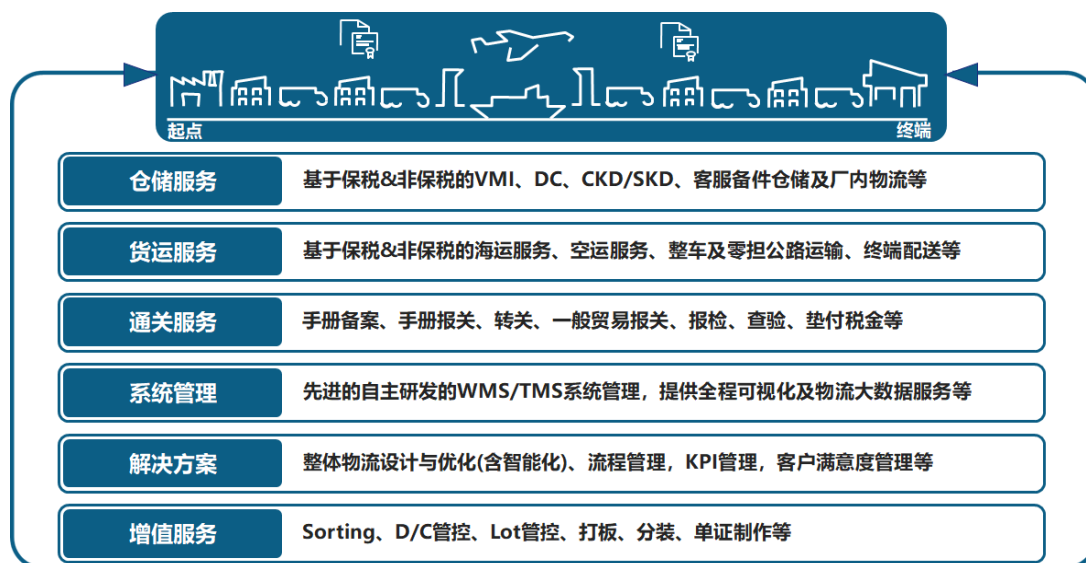 起点
终端
仓储服务
基于保税&非保税的VMI、DC、CKD/SKD、客服备件仓储及厂内物流等
货运服务
基于保税&非保税的海运服务、空运服务、整车及零担公路运输、终端配送等
通关服务
手册备案、手册报关、转关、一般贸易报关、报检、查验、垫付税金等
系统管理
先进的自主研发的WMS/TMS系统管理，提供全程可视化及物流大数据服务等
解决方案
整体物流设计与优化(含智能化)、流程管理，KPI管理，客户满意度管理等
增值服务
Sorting、D/C管控、Lot管控、打板、分装、单证制作等